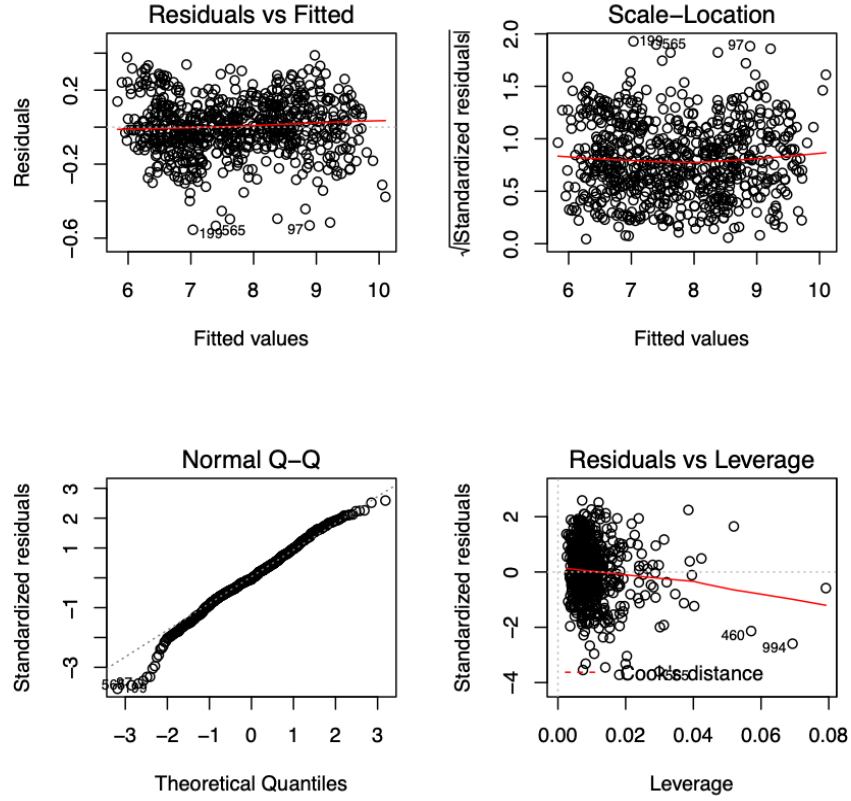 Residuals vs Fitted
Residuals
0.2
−0.2
−0.6
199
565
97
6 7 8 9 10
Fitted values
Scale−Location
√|Standardized residuals|
2.0
1.5
1.0
0.5
0.0
199
565
97
6 7 8 9 10
Fitted values
Normal Q−Q
Standardized residuals
3
2
1
−1
−3
−3 −2 −1 0 1 2 3
Theoretical Quantiles
Residuals vs Leverage
Standardized residuals
2
0
−2
−4
460
994
Cook's distance
0.00 0.02 0.04 0.06 0.08
Leverage